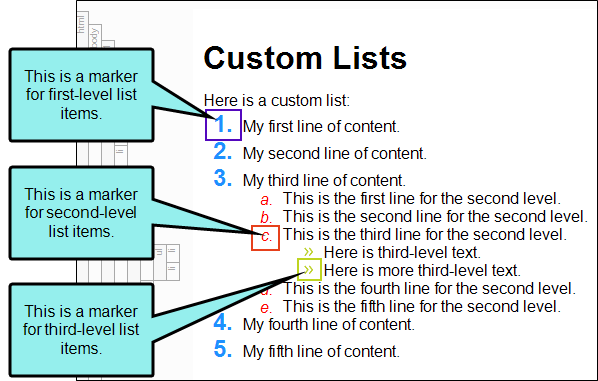 html
body
Custom Lists
Here is a custom list:
1. My first line of content.
2. My second line of content.
3. My third line of content.
a. This is the first line for the second level.
b. This is the second line for the second level.
c. This is the third line for the second level.
» Here is third-level text.
» Here is more third-level text.
d. This is the fourth line for the second level.
e. This is the fifth line for the second level.
4. My fourth line of content.
5. My fifth line of content.
This is a marker
for first-level list
items.
This is a marker
for second-level
list items.
This is a marker
for third-level list
items.